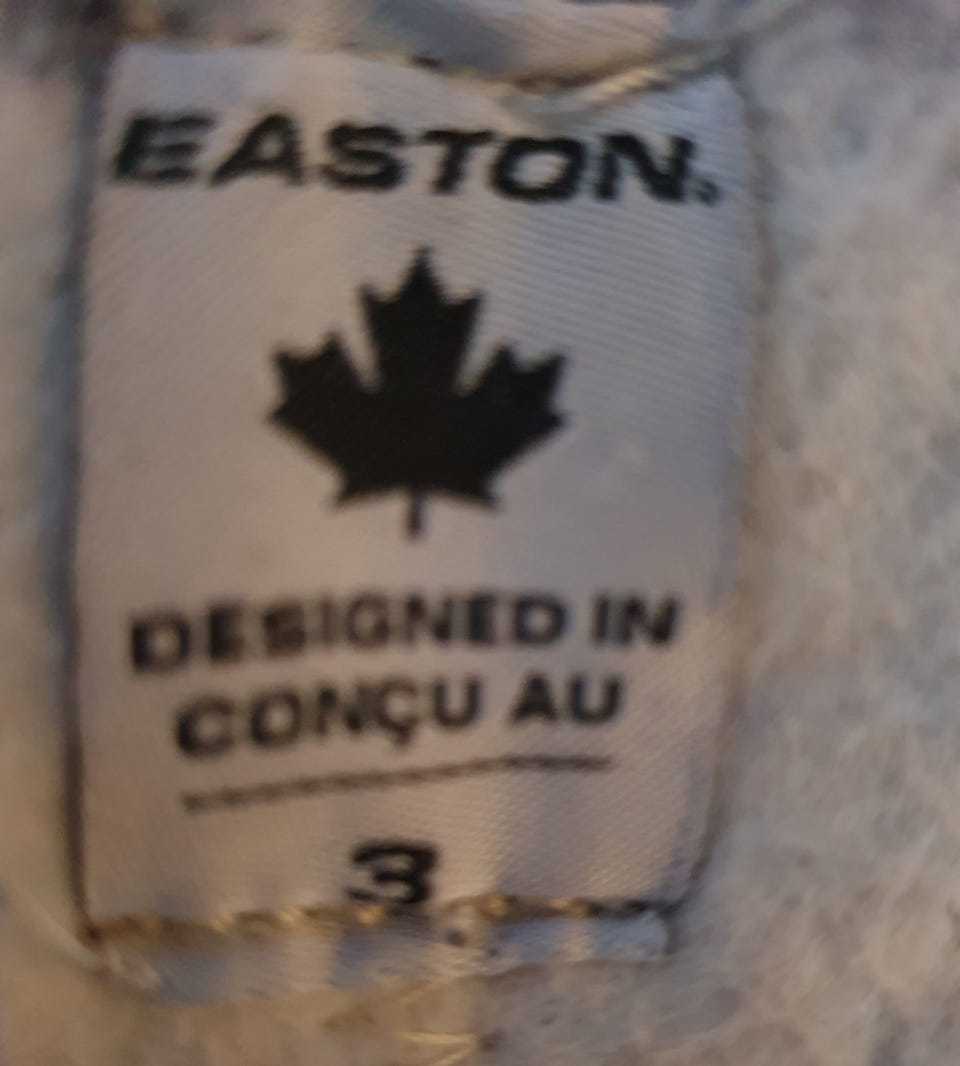 EASTON.
DESIGNED IN
CONÇU AU
3